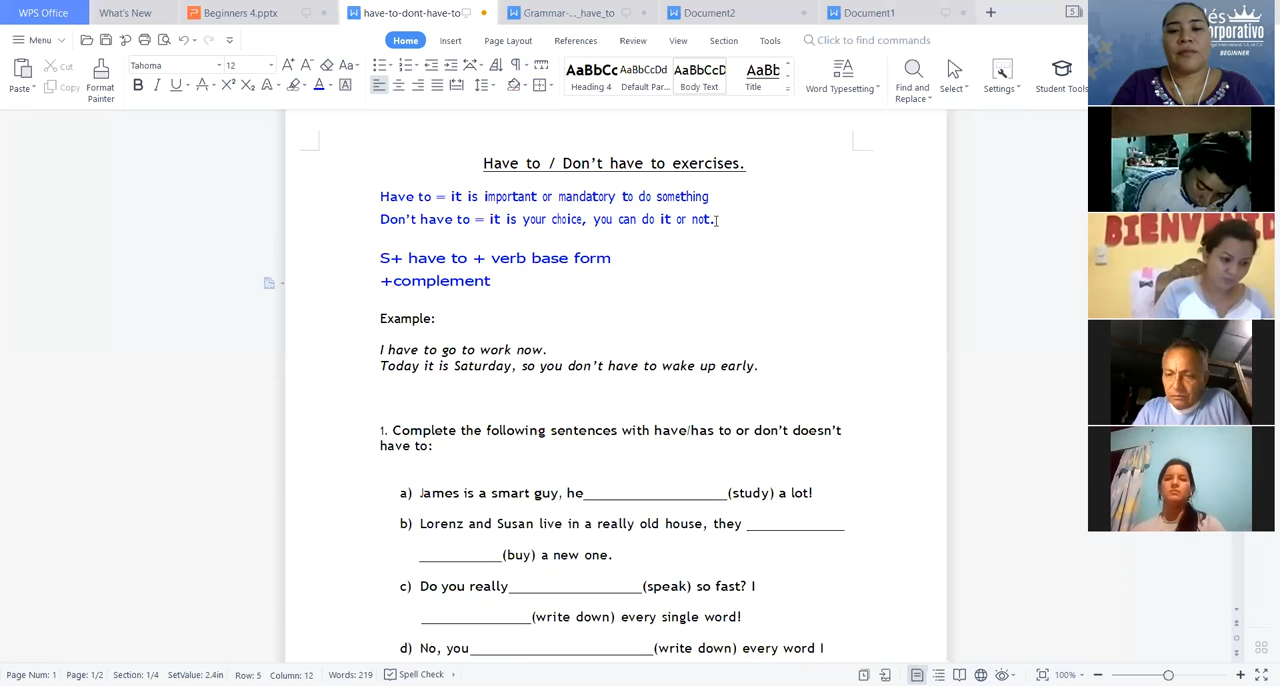 WPS Office
What's New
Beginners 4.pptx
have-to-dont-have-to
Grammar-..._have_to
Document2
Document1
5
Menu
Home
Insert
Page Layout
References
Review
View
Section
Tools
Click to find commands
Paste
Cut
Copy
Format
Painter
Tahoma
12
AaBbCc
Heading 4
AaBbCcDd
Default Par...
AaBbCcD
Body Text
AaBb
Title
Word Typesetting
Find and
Replace
Select
Settings
Student Tools
BEGINNER
Have to / Don't have to exercises.
Have to = it is important or mandatory to do something
Don't have to = it is your choice, you can do it or not.
S+ have to + verb base form
+complement
Example:
I have to go to work now.
Today it is Saturday, so you don't have to wake up early.
1. Complete the following sentences with have/has to or don't doesn't
have to:
a) James is a smart guy, he____________________(study) a lot!
b) Lorenz and Susan live in a really old house, they ______________
____________(buy) a new one.
c) Do you really___________________(speak) so fast? I
________________(write down) every single word!
d) No, you__________________________(write down) every word I
BIENVENID
Page Num: 1
Page: 1/2
Section: 1/4
SetValue: 2.4in
Row: 5
Column: 12
Words: 219
Spell Check
100%